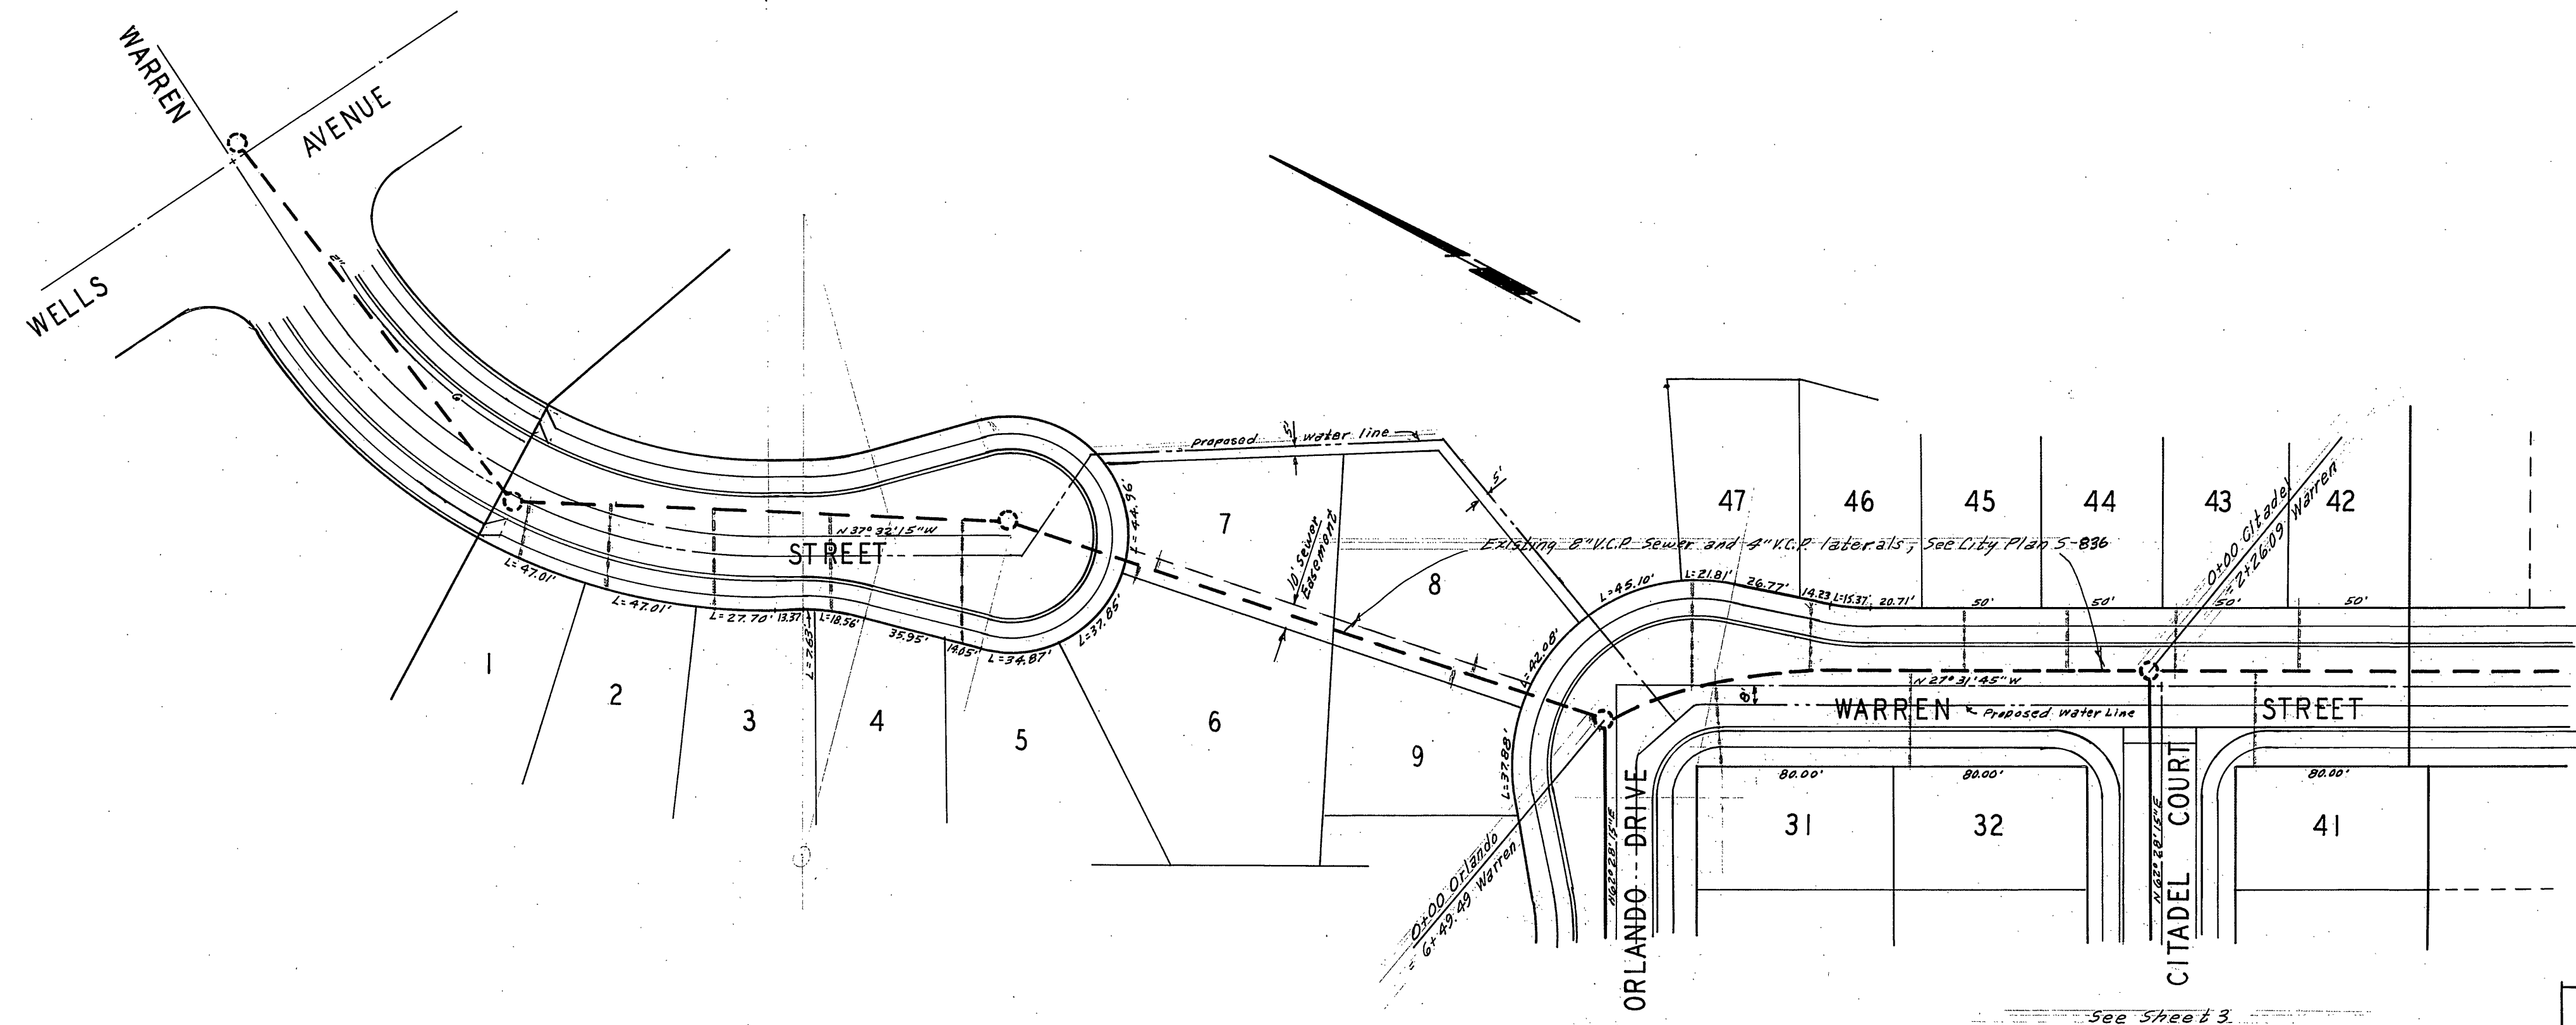 WARREN
AVENUE
WELLS
2"
G
N 37° 32' 15" W
STREET
L=47.01'
L=47.01'
L=27.70'
13.37
L=7.63
L=18.56'
35.95'
14.05'
L=34.87'
L=37.85'
L=44.96'
1
2
3
4
5
6
7
8
9
Proposed water line
5'
5'
10' Sewer
Easement
Existing 8" V.C.P. Sewer and 4" V.C.P. laterals, See City Plan S-836
47
46
45
44
43
42
L=45.10'
L=21.81'
26.77'
14.23
L=15.37'
20.71'
50'
50'
50'
50'
L=42.08'
L=37.88'
0+00 Citadel
= 2+26.09 Warren
N 27° 31' 45" W
8'
WARREN
Proposed Water Line
STREET
80.00'
80.00'
80.00'
31
32
41
0+00 Orlando
= 6+49.49 Warren
N 62° 28' 15" E
ORLANDO DRIVE
N 62° 28' 15" E
CITADEL COURT
See Sheet 3